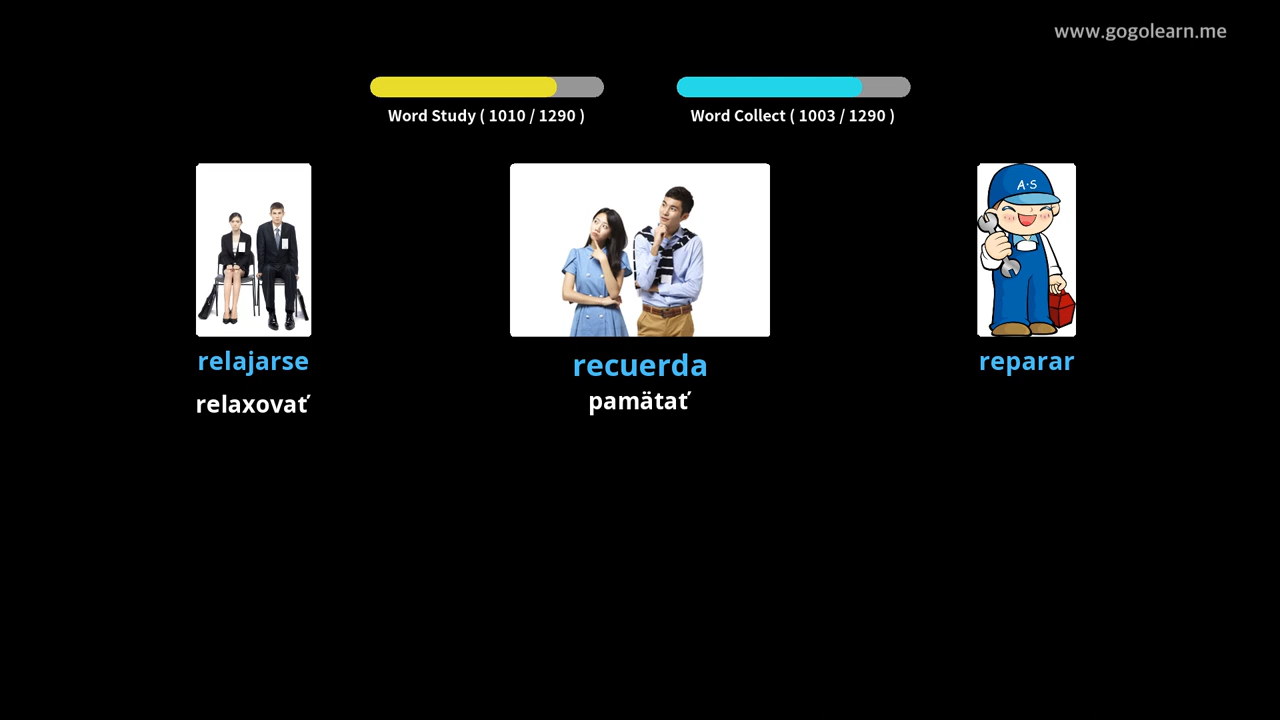 www.gogolearn.me
Word Study ( 1010 / 1290 )
Word Collect ( 1003 / 1290 )
A·S
relajarse
recuerda
reparar
relaxovať
pamätať